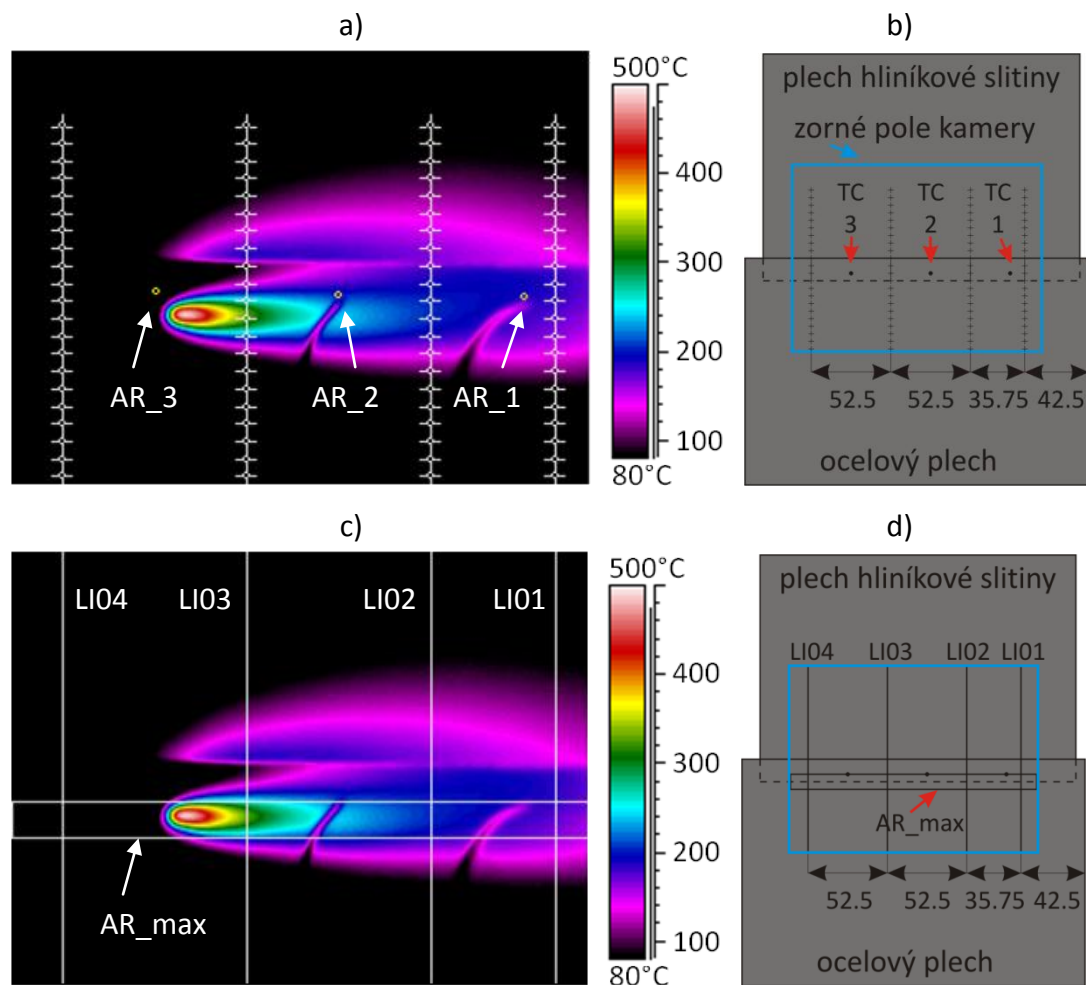 a)
500°C
400
300
200
100
80°C
AR_3
AR_2
AR_1
b)
plech hliníkové slitiny
zorné pole kamery
TC TC TC
3 2 1
52.5 52.5 35.75 42.5
ocelový plech
c)
LI04 LI03 LI02 LI01
500°C
400
300
200
100
80°C
AR_max
d)
plech hliníkové slitiny
LI04 LI03 LI02 LI01
AR_max
52.5 52.5 35.75 42.5
ocelový plech